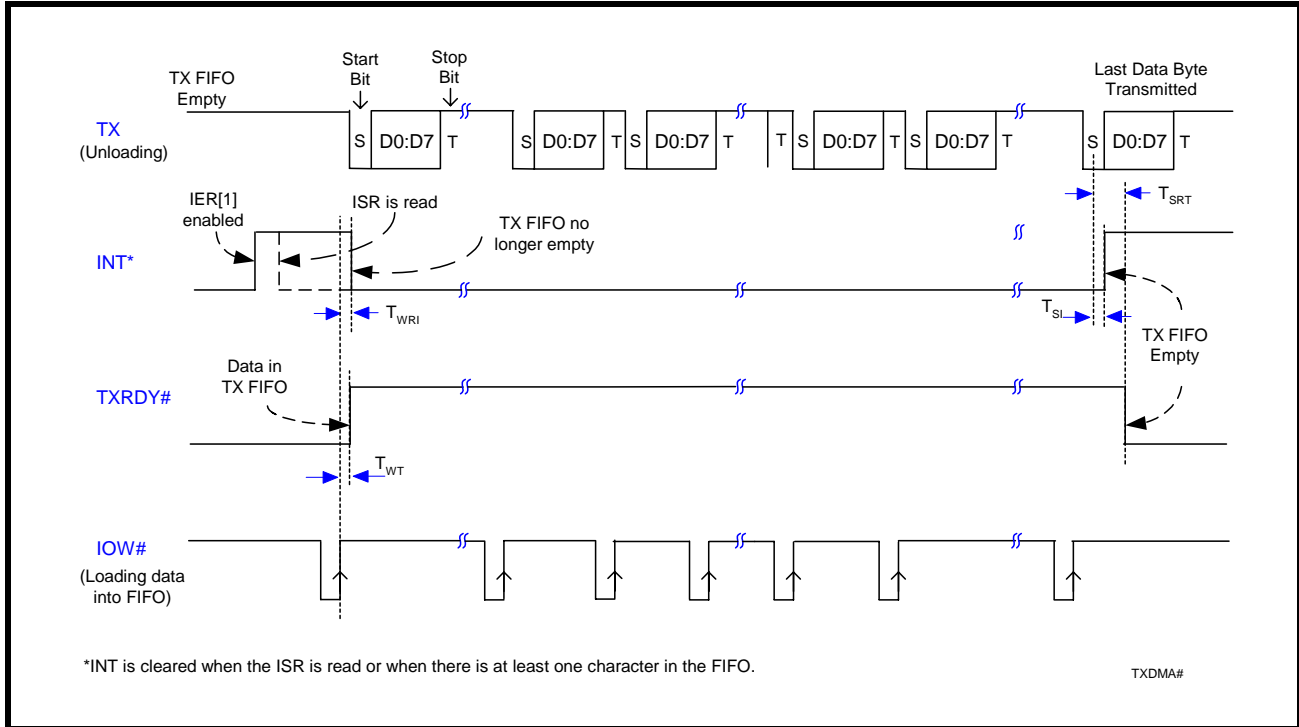 TX FIFO
Empty
Start
Bit
Stop
Bit
Last Data Byte
Transmitted
TX
(Unloading)
S D0:D7 T S D0:D7 T S D0:D7 T T S D0:D7 T S D0:D7 T S D0:D7 T
TSRT
IER[1]
enabled
ISR is read
TX FIFO no
longer empty
INT*
TWRI
TSI
TX FIFO
Empty
Data in
TX FIFO
TXRDY#
TWT
IOW#
(Loading data
into FIFO)
*INT is cleared when the ISR is read or when there is at least one character in the FIFO.
TXDMA#